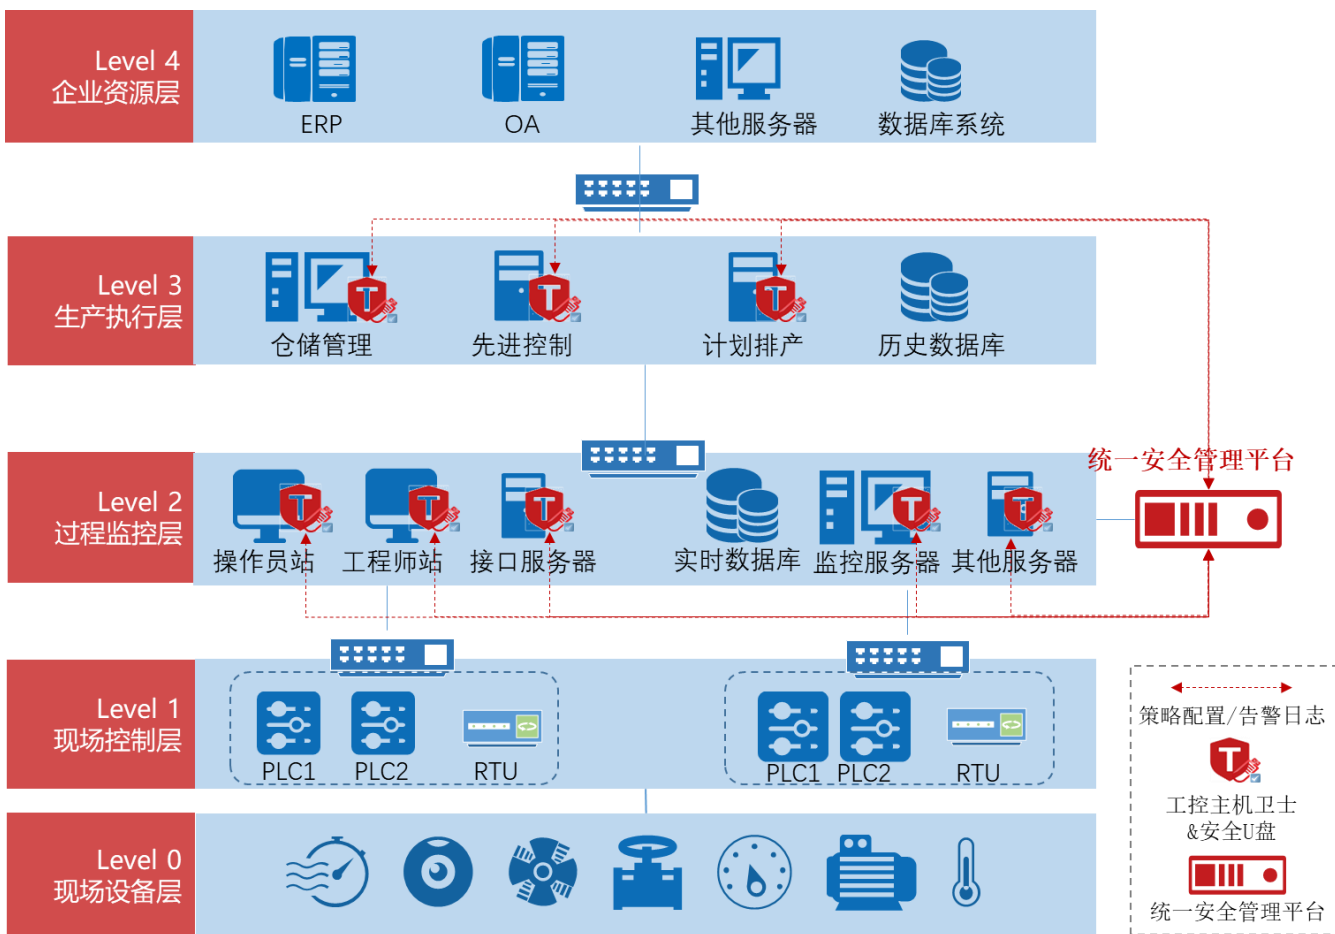 Level 4
企业资源层
ERP
OA
其他服务器
数据库系统
Level 3
生产执行层
仓储管理
先进控制
计划排产
历史数据库
统一安全管理平台
Level 2
过程监控层
操作员站
工程师站
接口服务器
实时数据库
监控服务器
其他服务器
Level 1
现场控制层
PLC1
PLC2
RTU
PLC1
PLC2
RTU
Level 0
现场设备层
策略配置/告警日志
工控主机卫士
&安全U盘
统一安全管理平台